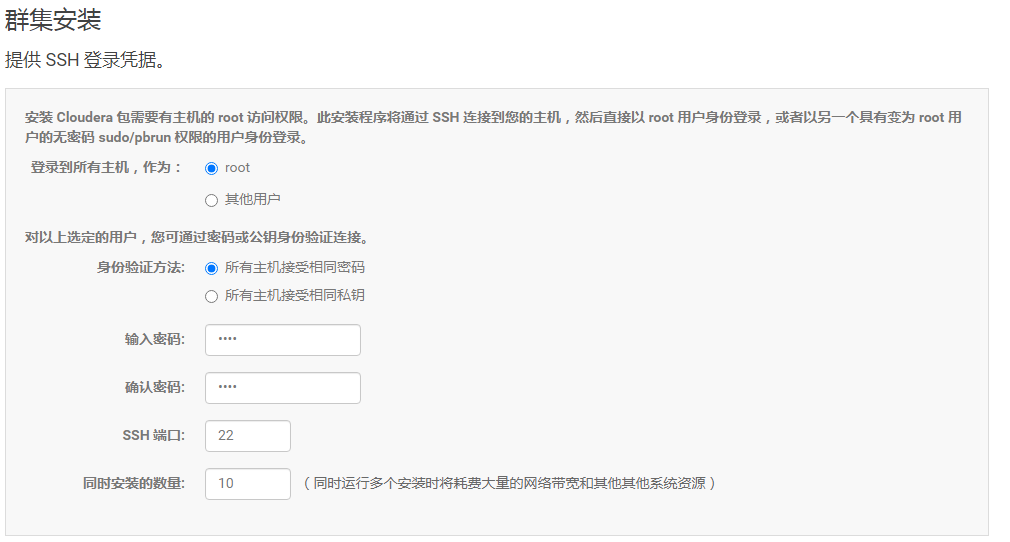 群集安装
提供 SSH 登录凭据。
安装 Cloudera 包需要有主机的 root 访问权限。此安装程序将通过 SSH 连接到您的主机，然后直接以 root 用户身份登录，或者以另一个具有变为 root 用
户的无密码 sudo/pbrun 权限的用户身份登录。
登录到所有主机，作为： root
其他用户
对以上选定的用户，您可通过密码或公钥身份验证连接。
身份验证方法: 所有主机接受相同密码
所有主机接受相同私钥
输入密码: ••••
确认密码: ••••
SSH 端口: 22
同时安装的数量: 10 （同时运行多个安装时将耗费大量的网络带宽和其他其他系统资源）